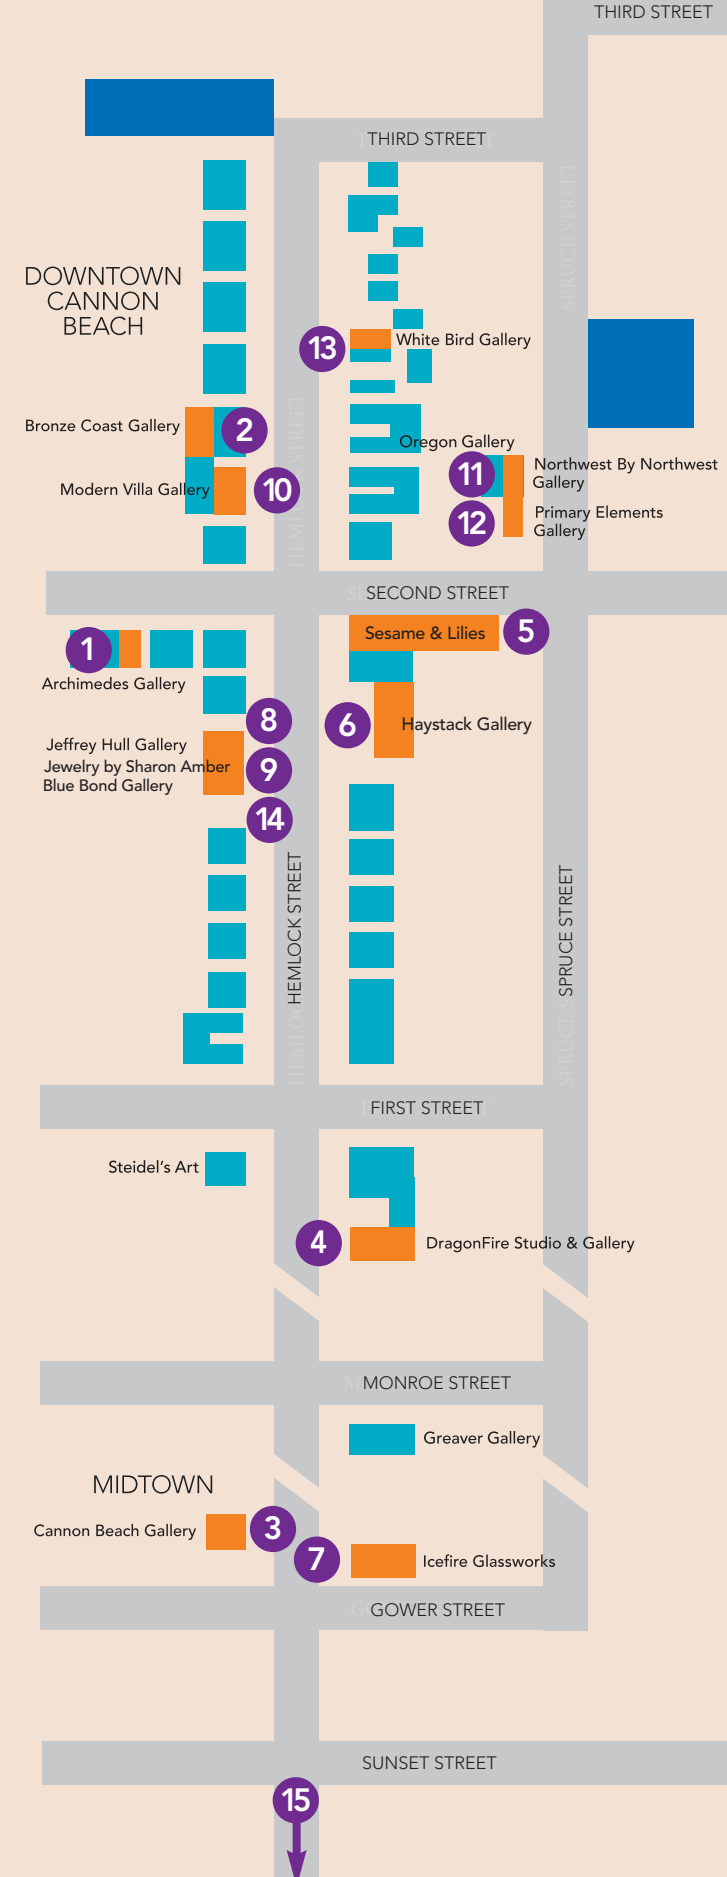 THIRD STREET
THIRD STREET
SPRUCE STREET
DOWNTOWN
CANNON
BEACH
13
White Bird Gallery
HEMLOCK STREET
Bronze Coast Gallery
2
Oregon Gallery
11
Northwest By Northwest
Gallery
Modern Villa Gallery
10
12
Primary Elements
Gallery
SECOND STREET
1
Sesame & Lilies
5
Archimedes Gallery
8
6
Haystack Gallery
Jeffrey Hull Gallery
Jewelry by Sharon Amber
9
Blue Bond Gallery
14
HEMLOCK STREET
SPRUCE STREET
FIRST STREET
Steidel's Art
4
DragonFire Studio & Gallery
MONROE STREET
Greaver Gallery
MIDTOWN
Cannon Beach Gallery
3
7
Icefire Glassworks
GOWER STREET
SUNSET STREET
15